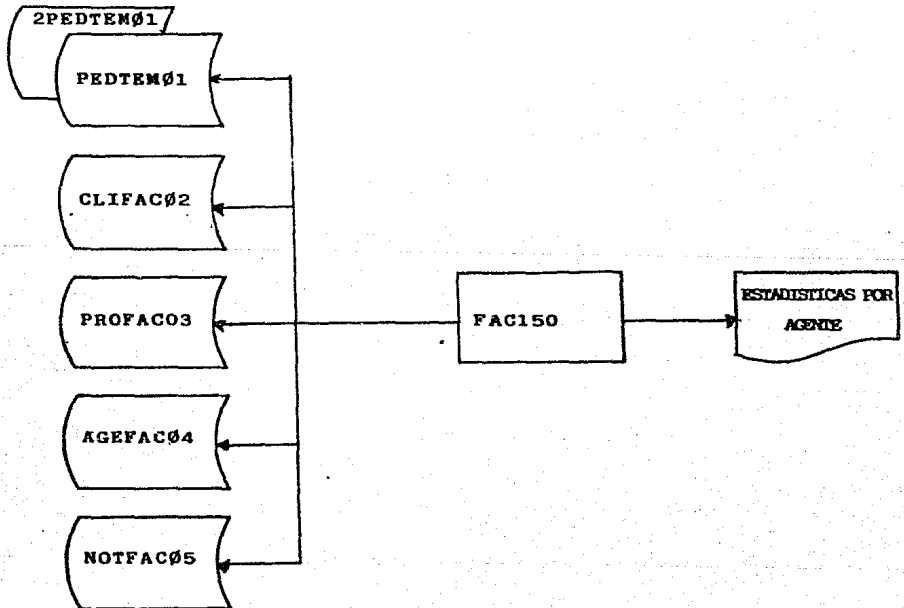 2PEDTEMØ1
PEDTEMØ1
CLIFACØ2
PROFACO3
AGEFACØ4
NOTFACØ5
FAC150
ESTADISTICAS POR
AGENTE